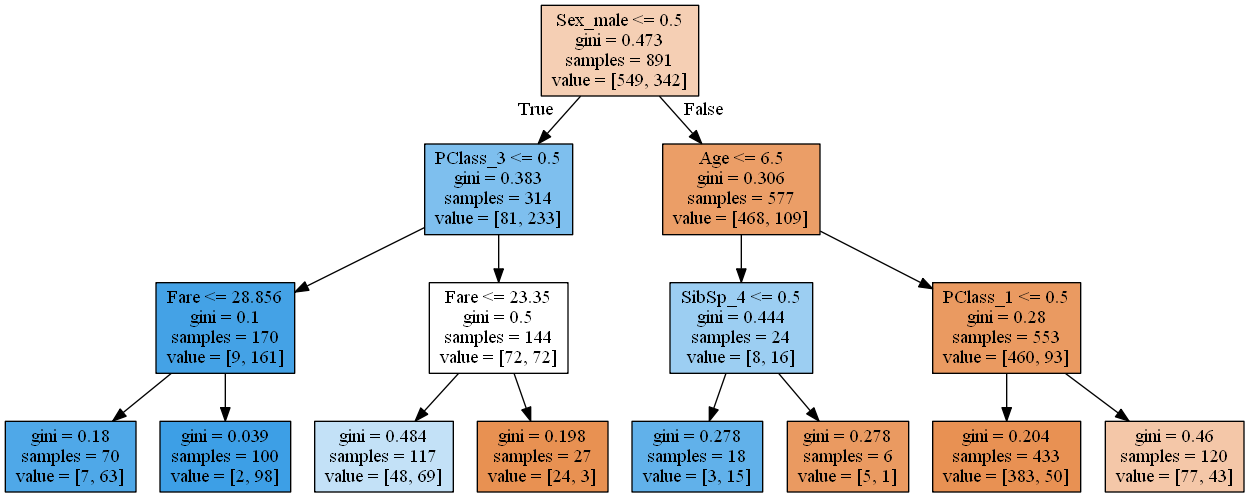 Sex_male <= 0.5
gini = 0.473
samples = 891
value = [549, 342]
True
False
PClass_3 <= 0.5
gini = 0.383
samples = 314
value = [81, 233]
Age <= 6.5
gini = 0.306
samples = 577
value = [468, 109]
Fare <= 28.856
gini = 0.1
samples = 170
value = [9, 161]
Fare <= 23.35
gini = 0.5
samples = 144
value = [72, 72]
SibSp_4 <= 0.5
gini = 0.444
samples = 24
value = [8, 16]
PClass_1 <= 0.5
gini = 0.28
samples = 553
value = [460, 93]
gini = 0.18
samples = 70
value = [7, 63]
gini = 0.039
samples = 100
value = [2, 98]
gini = 0.484
samples = 117
value = [48, 69]
gini = 0.198
samples = 27
value = [24, 3]
gini = 0.278
samples = 18
value = [3, 15]
gini = 0.278
samples = 6
value = [5, 1]
gini = 0.204
samples = 433
value = [383, 50]
gini = 0.46
samples = 120
value = [77, 43]